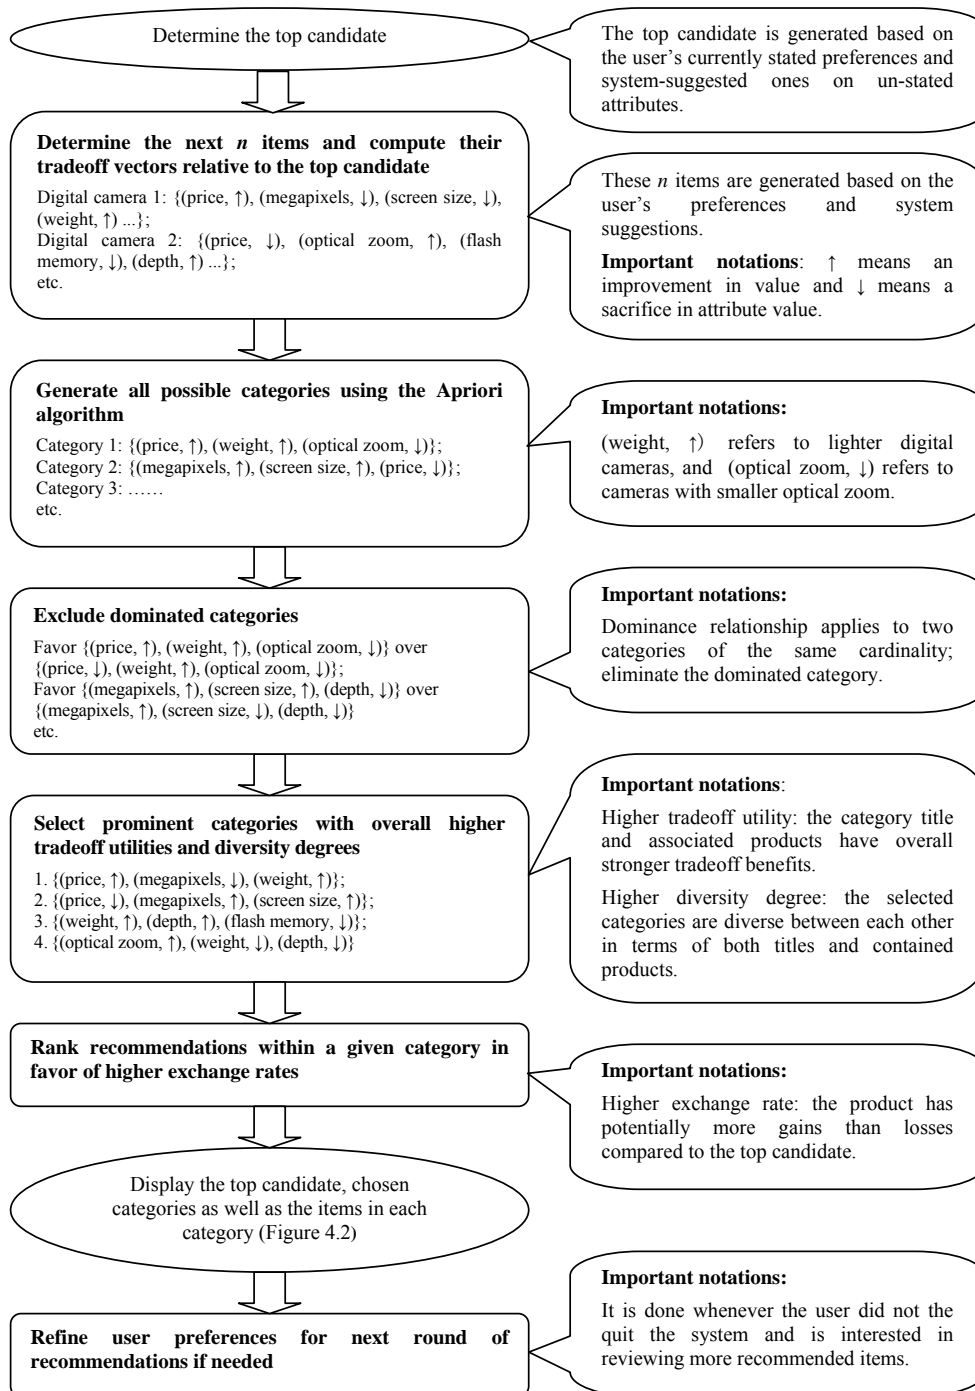 Determine the top candidate
The top candidate is generated based on
the user's currently stated preferences and
system-suggested ones on un-stated
attributes.
Determine the next n items and compute their
tradeoff vectors relative to the top candidate
Digital camera 1: {(price, ↑), (megapixels, ↓), (screen size, ↓),
(weight, ↑) ...};
Digital camera 2: {(price, ↓), (optical zoom, ↑), (flash
memory, ↓), (depth, ↑) ...};
etc.
These n items are generated based on the
user's preferences and system
suggestions.
Important notations: ↑ means an
improvement in value and ↓ means a
sacrifice in attribute value.
Generate all possible categories using the Apriori
algorithm
Category 1: {(price, ↑), (weight, ↑), (optical zoom, ↓)};
Category 2: {(megapixels, ↑), (screen size, ↑), (price, ↓)};
Category 3: ……
etc.
Important notations:
(weight, ↑) refers to lighter digital
cameras, and (optical zoom, ↓) refers to
cameras with smaller optical zoom.
Exclude dominated categories
Favor {(price, ↑), (weight, ↑), (optical zoom, ↓)} over
{(price, ↓), (weight, ↑), (optical zoom, ↓)};
Favor {(megapixels, ↑), (screen size, ↑), (depth, ↓)} over
{(megapixels, ↑), (screen size, ↓), (depth, ↓)}
etc.
Important notations:
Dominance relationship applies to two
categories of the same cardinality;
eliminate the dominated category.
Select prominent categories with overall higher
tradeoff utilities and diversity degrees
1. {(price, ↑), (megapixels, ↓), (weight, ↑)};
2. {(price, ↓), (megapixels, ↑), (screen size, ↑)};
3. {(weight, ↑), (depth, ↑), (flash memory, ↓)};
4. {(optical zoom, ↑), (weight, ↓), (depth, ↓)}
Important notations:
Higher tradeoff utility: the category title
and associated products have overall
stronger tradeoff benefits.
Higher diversity degree: the selected
categories are diverse between each other
in terms of both titles and contained
products.
Rank recommendations within a given category in
favor of higher exchange rates
Important notations:
Higher exchange rate: the product has
potentially more gains than losses
compared to the top candidate.
Display the top candidate, chosen
categories as well as the items in each
category (Figure 4.2)
Refine user preferences for next round of
recommendations if needed
Important notations:
It is done whenever the user did not the
quit the system and is interested in
reviewing more recommended items.